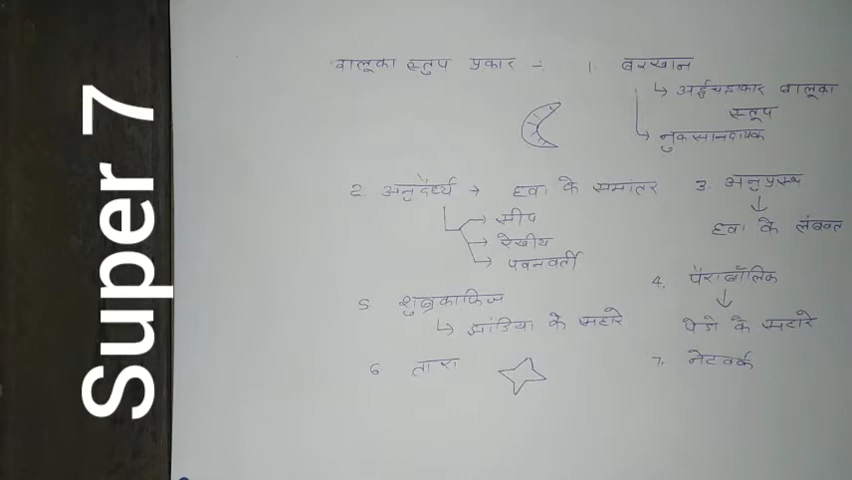 Super 7
बालूका स्तुप प्रकार :- 1. बरखान
↳ अर्द्धचंद्राकार बालूका
स्तूप
↳ नुकसानदायक
2. अनुदैर्ध्य → हवा के समांतर
→ सीफ
→ रेखीय
→ पवनवर्ती
3. अनुप्रस्थ
↓
हवा के लंबवत
4. पैराबॉलिक
↓
पेडो के सहारे
5 शुब्रकाफिज
↳ झाडिया के सहारे
6 तारा
7. नेटवर्क